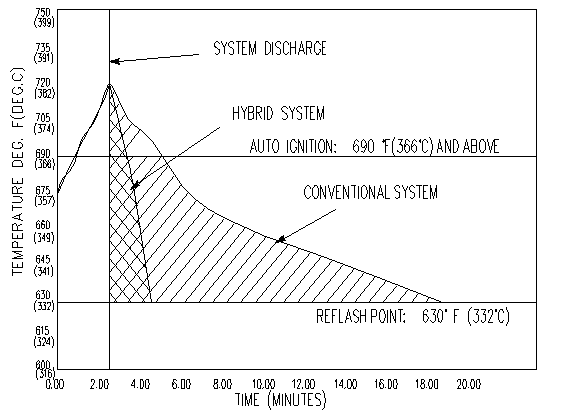 750
(399)
SYSTEM DISCHARGE
735
(391)
720
(382)
HYBRID SYSTEM
705
(374)
AUTO IGNITION: 690 °F(366°C) AND ABOVE
690
(366)
CONVENTIONAL SYSTEM
675
(357)
660
(349)
645
(341)
630
(332)
REFLASH POINT: 630° F (332°C)
615
(324)
600
(316)
TEMPERATURE DEG. F(DEG.C)
0.00 2.00 4.00 6.00 8.00 10.00 12.00 14.00 16.00 18.00 20.00
TIME (MINUTES)